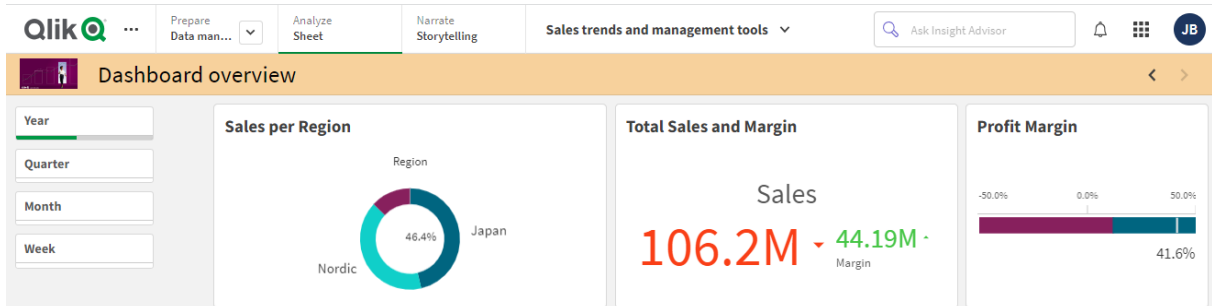 Qlik
Prepare
Data man...
Analyze
Sheet
Narrate
Storytelling
Sales trends and management tools
Ask Insight Advisor
JB
Dashboard overview
Year
Quarter
Month
Week
Sales per Region
Region
46.4%
Japan
Nordic
Total Sales and Margin
Sales
106.2M
44.19M
Margin
Profit Margin
-50.0% 0.0% 50.0%
41.6%